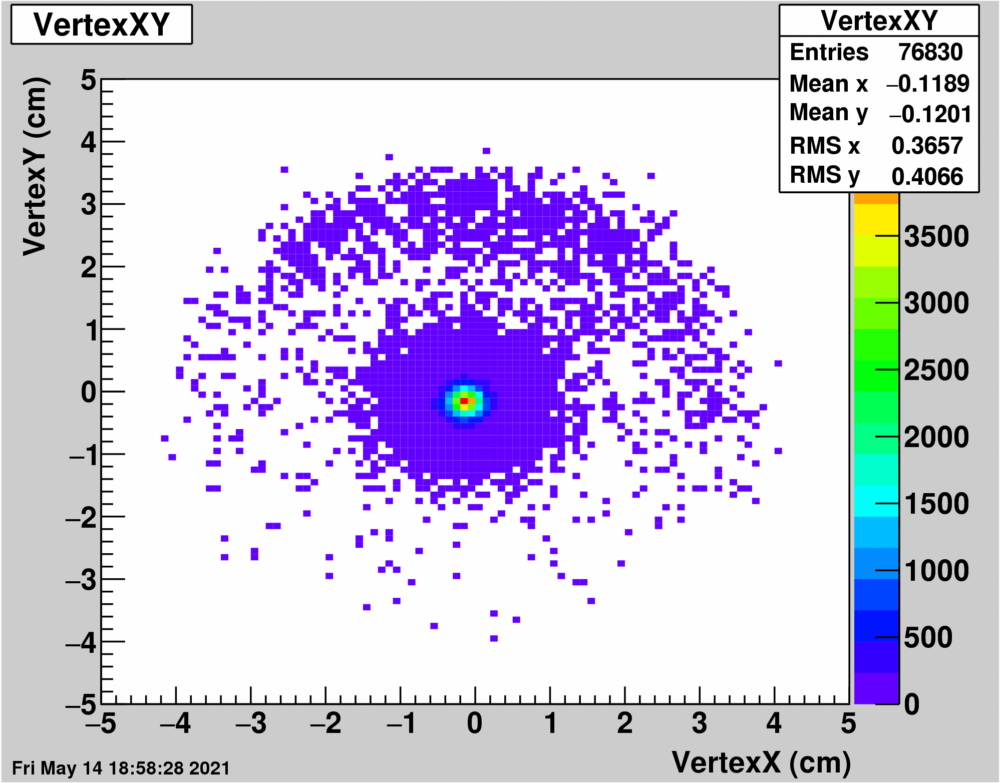 VertexXY
VertexXY
Entries 76830
Mean x −0.1189
Mean y −0.1201
RMS x 0.3657
RMS y 0.4066
VertexY (cm)
5
4
3
2
1
0
−1
−2
−3
−4
−5
−5 −4 −3 −2 −1 0 1 2 3 4 5
VertexX (cm)
3500
3000
2500
2000
1500
1000
500
0
Fri May 14 18:58:28 2021